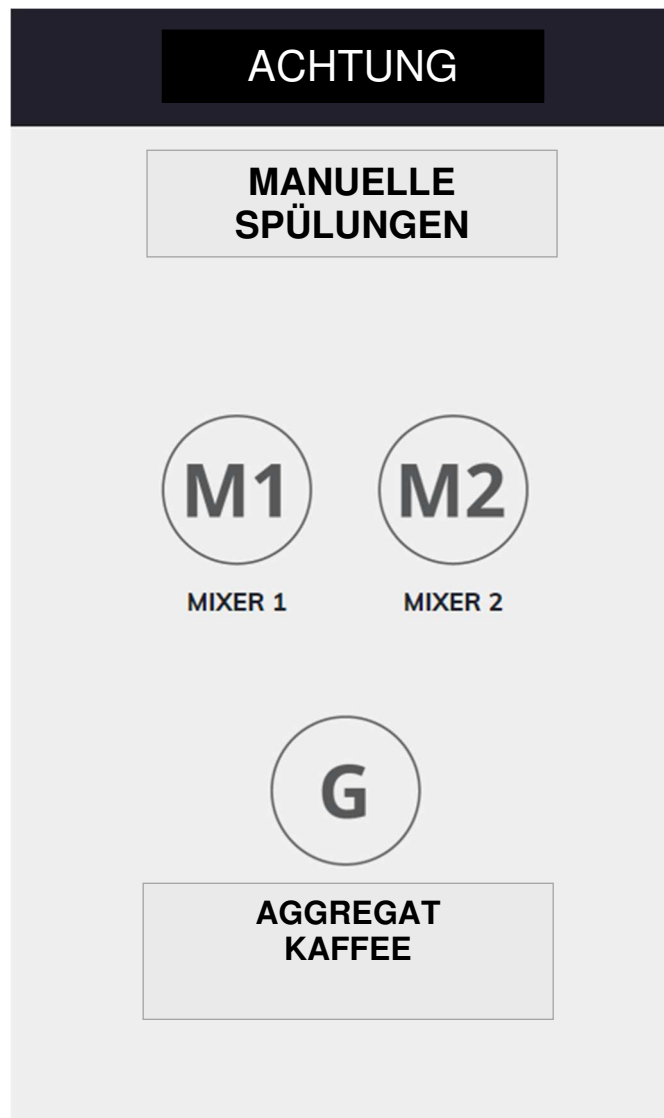 ACHTUNG
MANUELLE
SPÜLUNGEN
M1 M2
MIXER 1 MIXER 2
G
AGGREGAT
KAFFEE